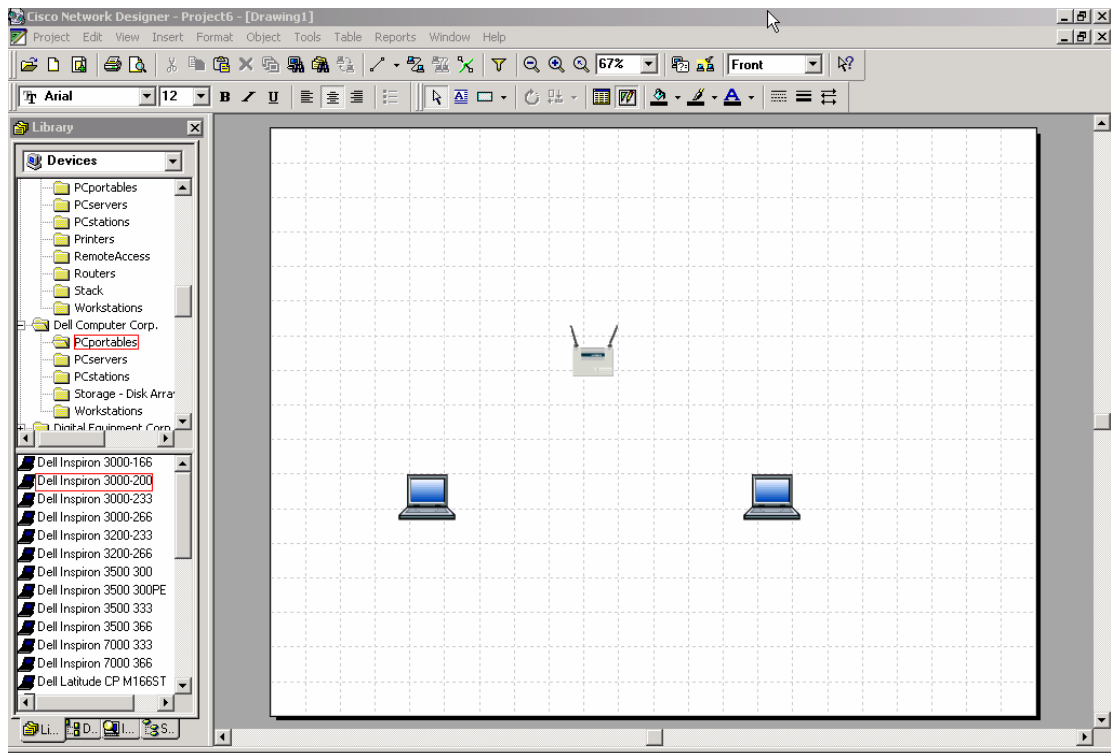 Cisco Network Designer - Project6 - [Drawing1]
Project Edit View Insert Format Object Tools Table Reports Window Help
67% Front
Arial 12 B I U A A
Library
Devices
PCportables
PCservers
PCstations
Printers
RemoteAccess
Routers
Stack
Workstations
Dell Computer Corp.
PCportables
PCservers
PCstations
Storage - Disk Arra
Workstations
Digital Equipment Corp
Dell Inspiron 3000-166
Dell Inspiron 3000-200
Dell Inspiron 3000-233
Dell Inspiron 3000-266
Dell Inspiron 3200-233
Dell Inspiron 3200-266
Dell Inspiron 3500 300
Dell Inspiron 3500 300PE
Dell Inspiron 3500 333
Dell Inspiron 3500 366
Dell Inspiron 7000 333
Dell Inspiron 7000 366
Dell Latitude CP M166ST
Li... D.. I... S..